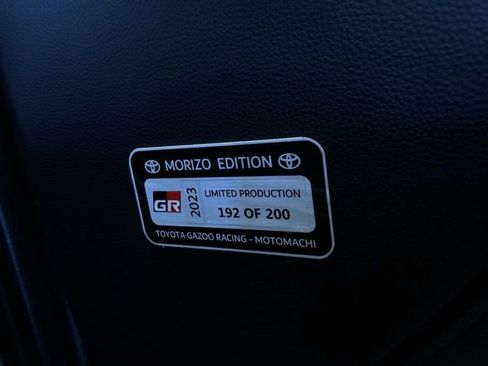 MORIZO EDITION
GR
2023
LIMITED PRODUCTION
192 OF 200
TOYOTA GAZOO RACING - MOTOMACHI